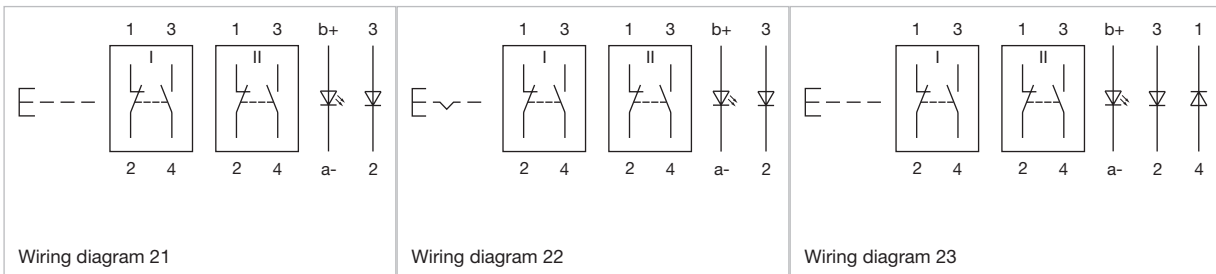 1 3 1 3 b+ 3
I II
2 4 2 4 a- 2
Wiring diagram 21
1 3 1 3 b+ 3
I II
2 4 2 4 a- 2
Wiring diagram 22
1 3 1 3 b+ 3 1
I II
2 4 2 4 a- 2 4
Wiring diagram 23